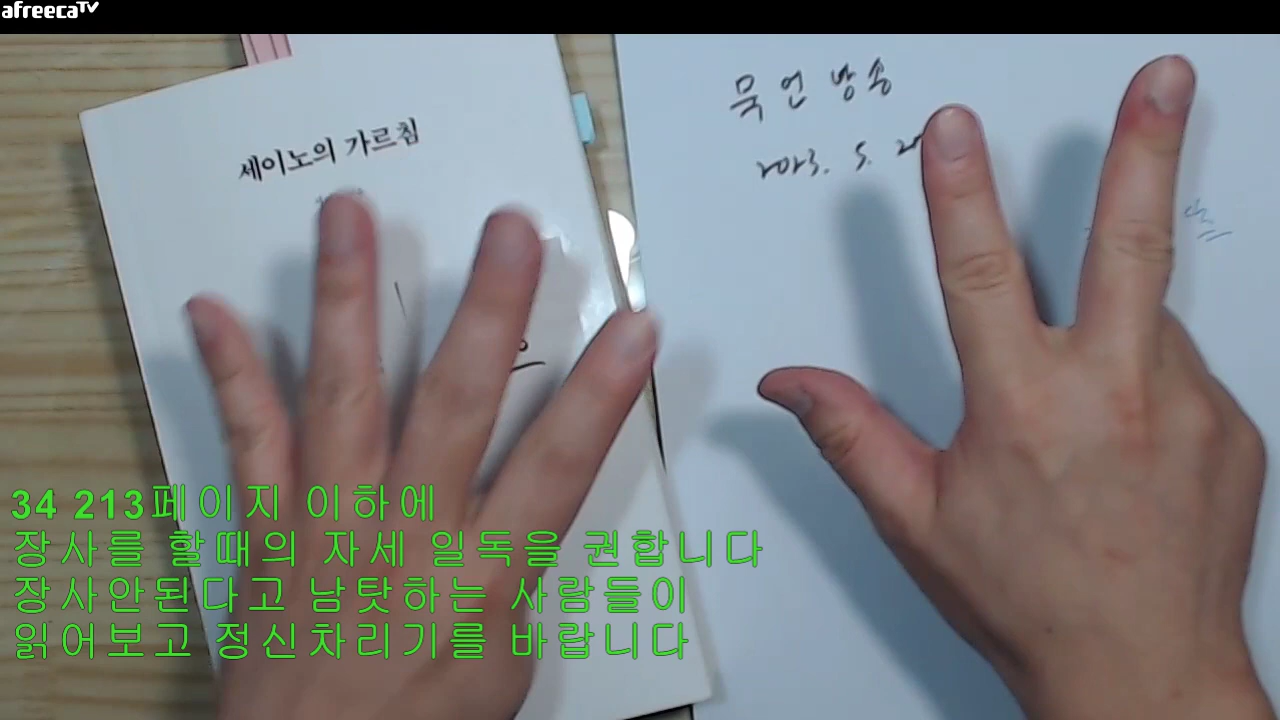 afreecaTV
세이노의 가르침
묵언방송
2023. 5.
34 213페이지 이하에
장사를 할때의 자세 일독을 권합니다
장사안된다고 남탓하는 사람들이
읽어보고 정신차리기를 바랍니다